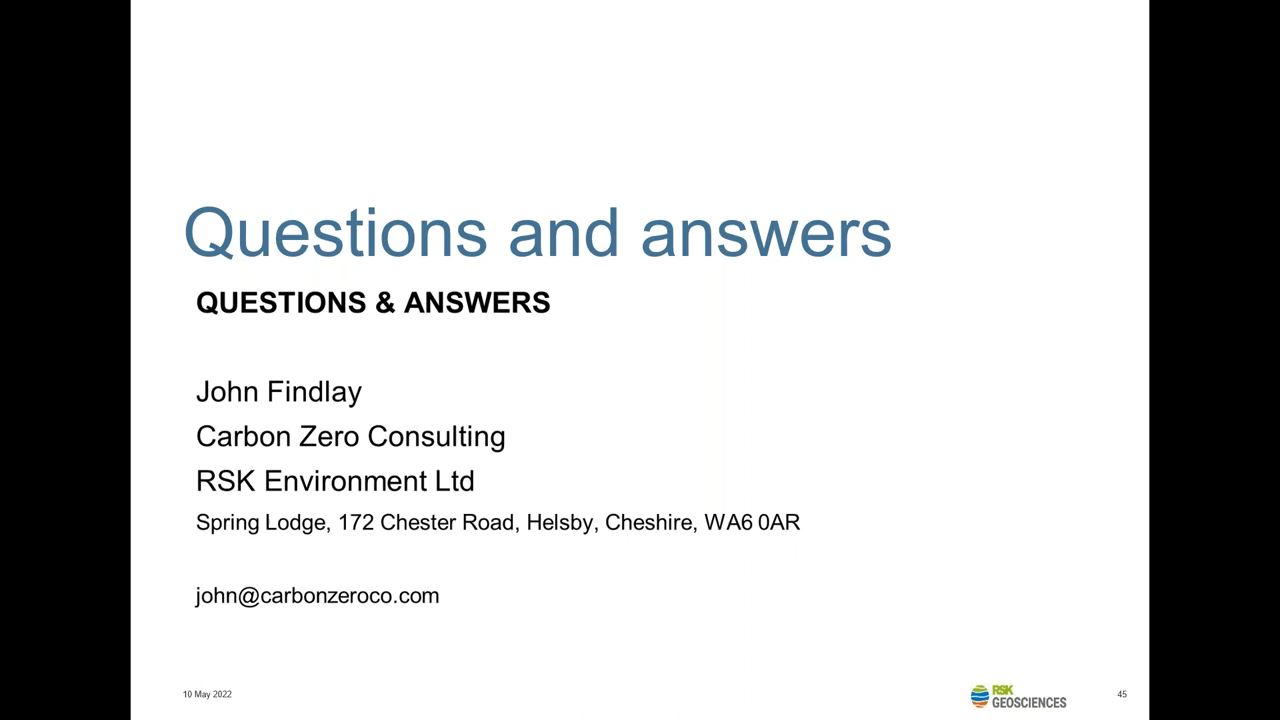 Questions and answers
QUESTIONS & ANSWERS
John Findlay
Carbon Zero Consulting
RSK Environment Ltd
Spring Lodge, 172 Chester Road, Helsby, Cheshire, WA6 0AR
john@carbonzeroco.com
10 May 2022
RSK
GEOSCIENCES
45